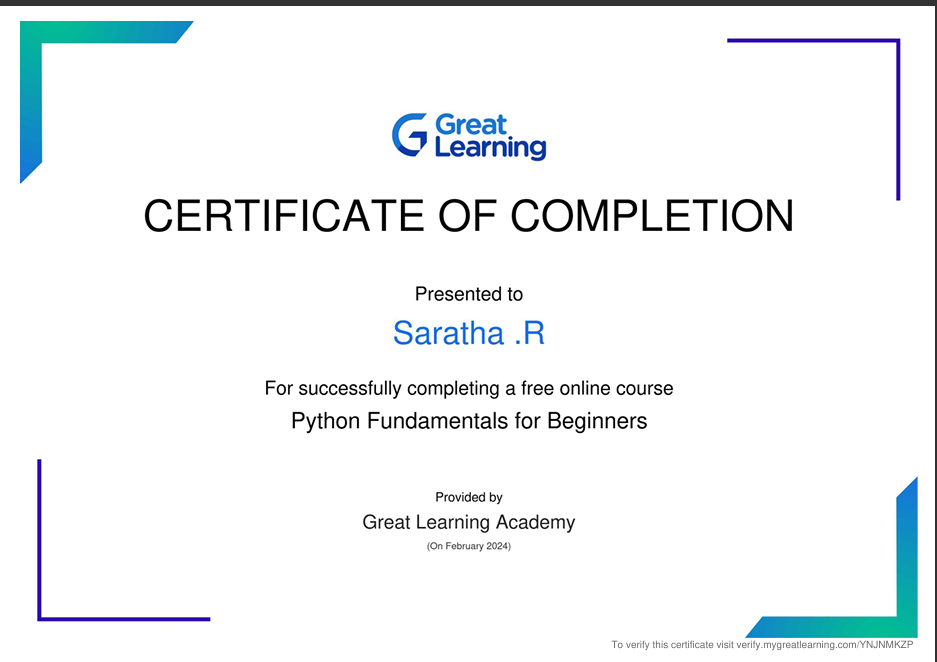 Great
Learning
CERTIFICATE OF COMPLETION
Presented to
Saratha .R
For successfully completing a free online course
Python Fundamentals for Beginners
Provided by
Great Learning Academy
(On February 2024)
To verify this certificate visit verify.mygreatlearning.com/YNJNMKZP